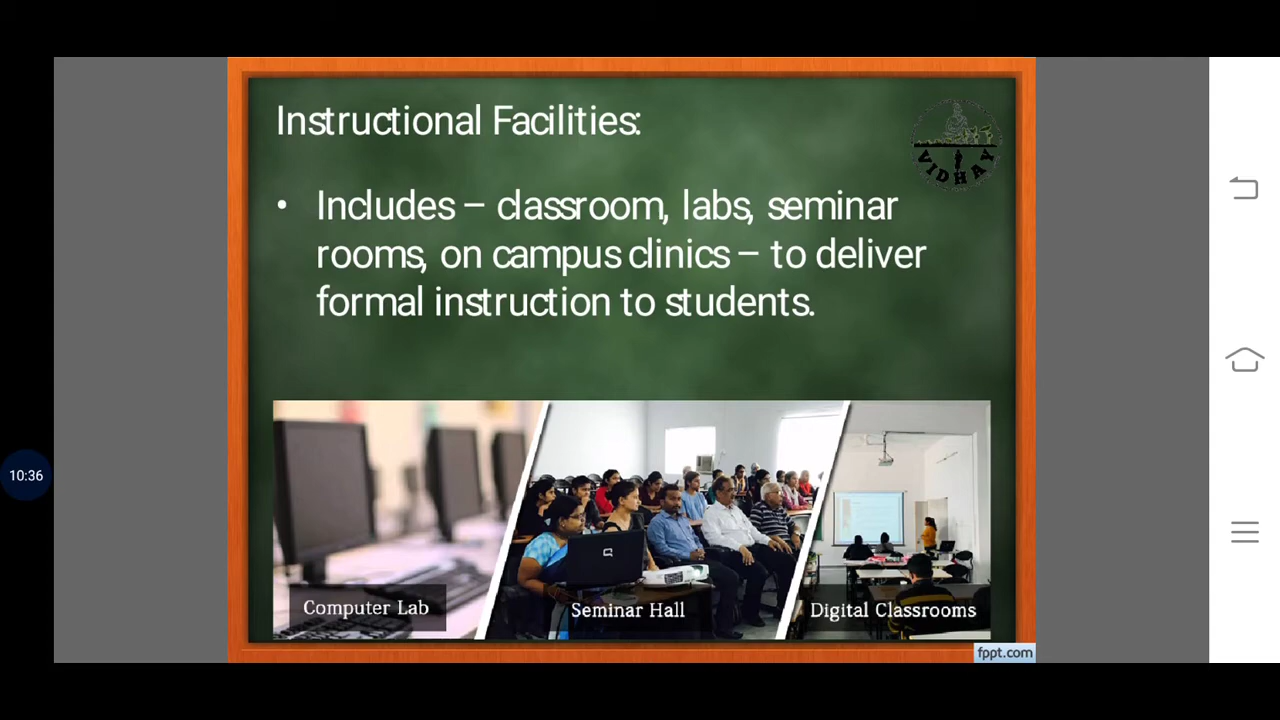 Instructional Facilities:
VIDHAY
• Includes – classroom, labs, seminar
rooms, on campus clinics – to deliver
formal instruction to students.
10:36
Computer Lab
Seminar Hall
Digital Classrooms
fppt.com